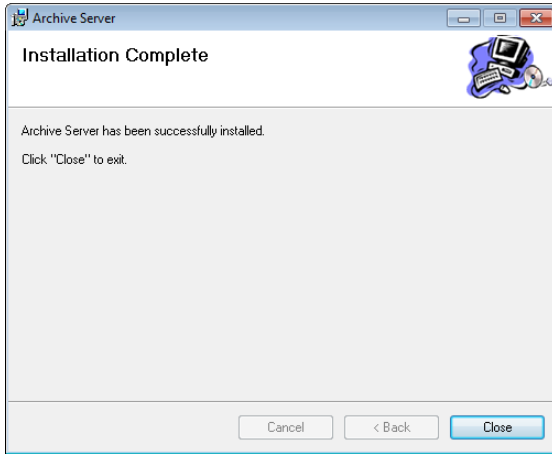 Archive Server
Installation Complete
Archive Server has been successfully installed.
Click "Close" to exit.
Cancel
< Back
Close